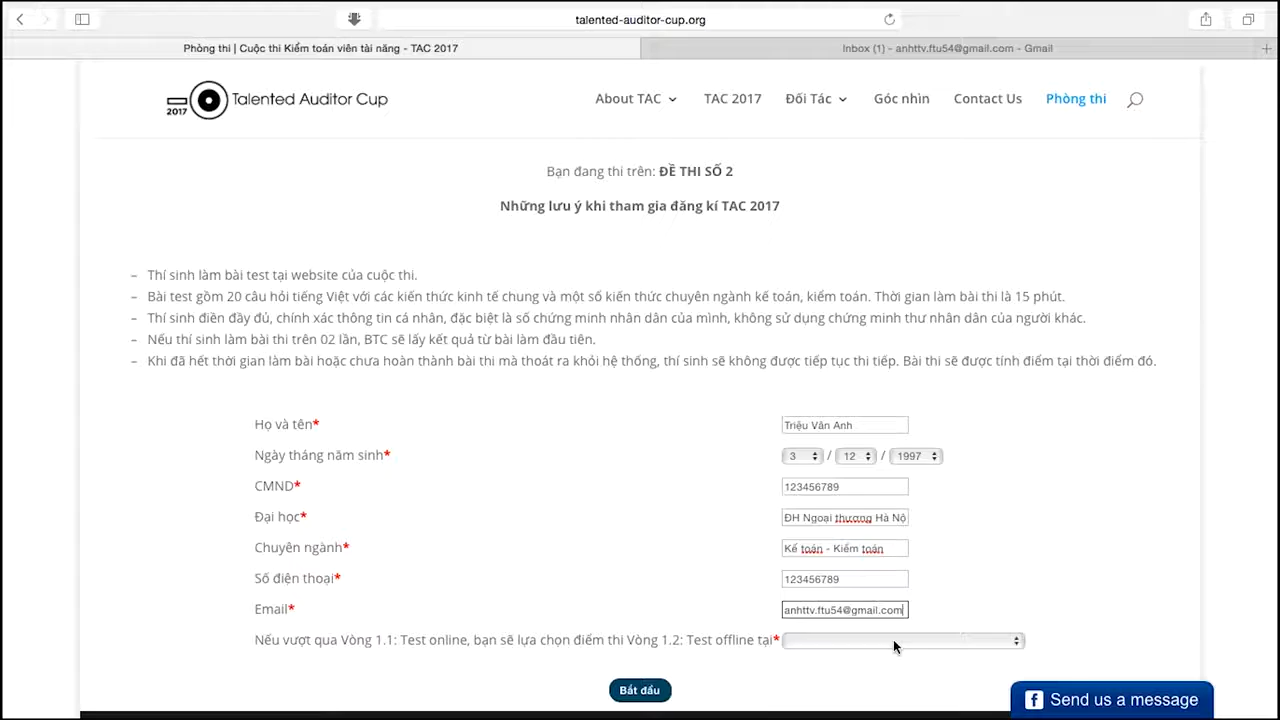 talented-auditor-cup.org
Phòng thi | Cuộc thi Kiểm toán viên tài năng - TAC 2017
Inbox (1) - anhttv.ftu54@gmail.com - Gmail
2017 Talented Auditor Cup
About TAC
TAC 2017
Đối Tác
Góc nhìn
Contact Us
Phòng thi
Bạn đang thi trên: ĐỀ THI SỐ 2
Những lưu ý khi tham gia đăng kí TAC 2017
– Thí sinh làm bài test tại website của cuộc thi.
– Bài test gồm 20 câu hỏi tiếng Việt với các kiến thức kinh tế chung và một số kiến thức chuyên ngành kế toán, kiểm toán. Thời gian làm bài thi là 15 phút.
– Thí sinh điền đầy đủ, chính xác thông tin cá nhân, đặc biệt là số chứng minh nhân dân của mình, không sử dụng chứng minh thư nhân dân của người khác.
– Nếu thí sinh làm bài thi trên 02 lần, BTC sẽ lấy kết quả từ bài làm đầu tiên.
– Khi đã hết thời gian làm bài hoặc chưa hoàn thành bài thi mà thoát ra khỏi hệ thống, thí sinh sẽ không được tiếp tục thi tiếp. Bài thi sẽ được tính điểm tại thời điểm đó.
Họ và tên* Triệu Vân Anh
Ngày tháng năm sinh* 3 / 12 / 1997
CMND* 123456789
Đại học* ĐH Ngoại thương Hà Nộ
Chuyên ngành* Kế toán - Kiểm toán
Số điện thoại* 123456789
Email* anhttv.ftu54@gmail.com
Nếu vượt qua Vòng 1.1: Test online, bạn sẽ lựa chọn điểm thi Vòng 1.2: Test offline tại*
Bắt đầu
Send us a message